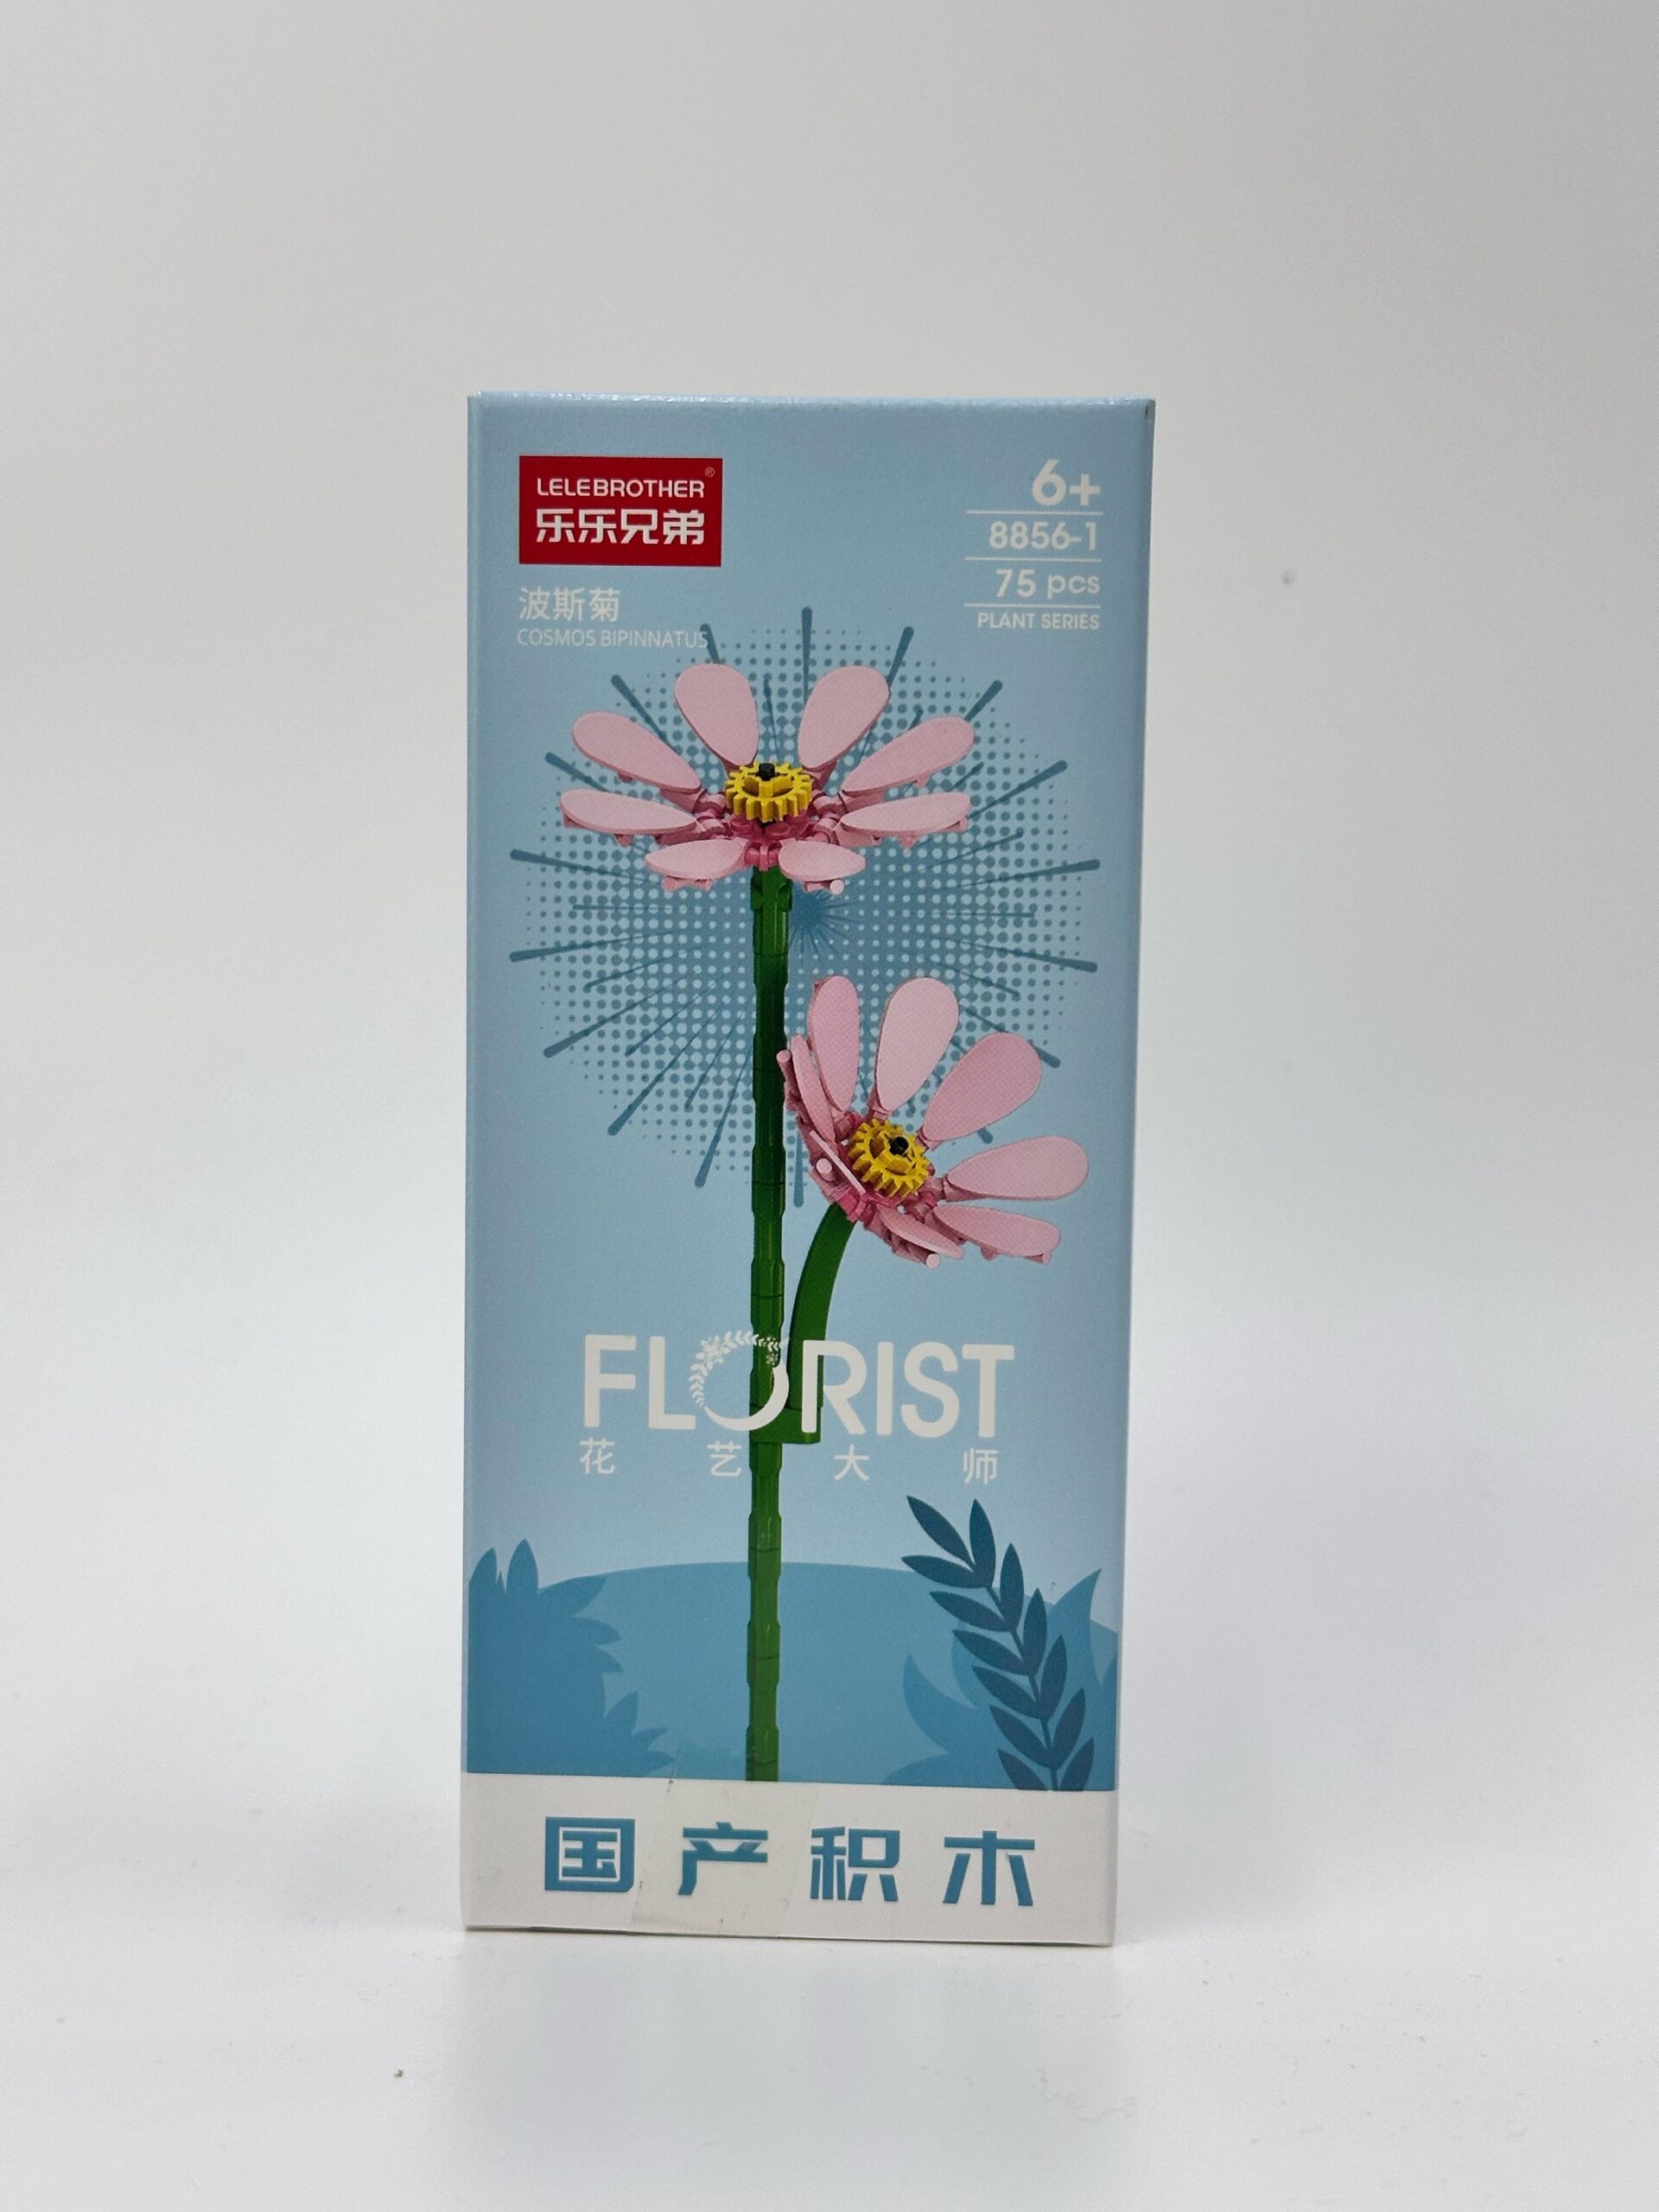 LELEBROTHER®
乐乐兄弟
波斯菊
COSMOS BIPINNATUS
6+
8856-1
75 pcs
PLANT SERIES
FLORIST
花艺大师
国产积木